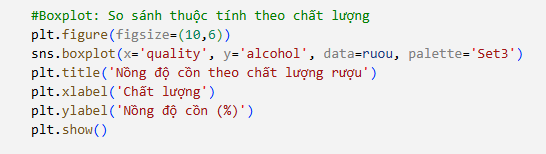 #Boxplot: So sánh thuộc tính theo chất lượng
plt.figure(figsize=(10,6))
sns.boxplot(x='quality', y='alcohol', data=ruou, palette='Set3')
plt.title('Nồng độ cồn theo chất lượng rượu')
plt.xlabel('Chất lượng')
plt.ylabel('Nồng độ cồn (%)')
plt.show()